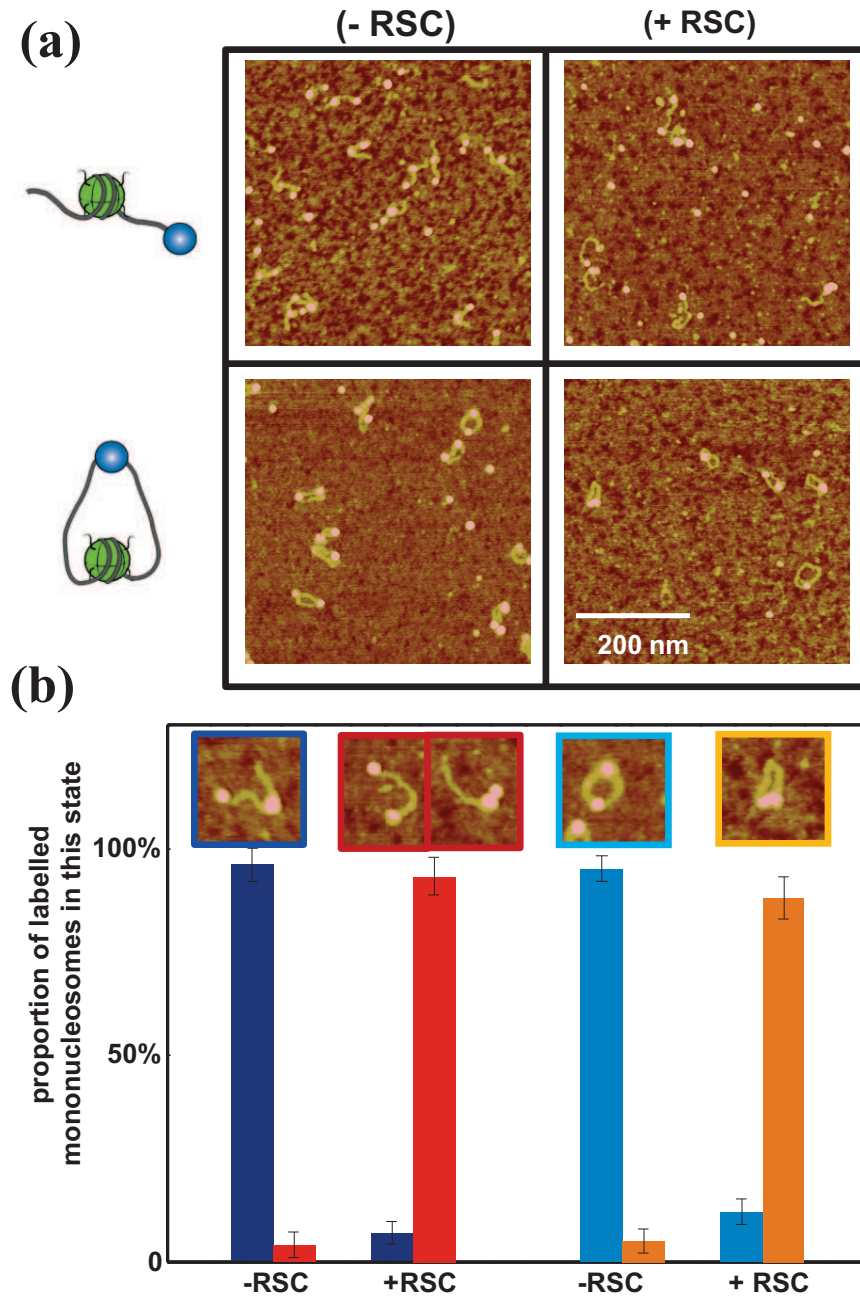 (a)
(- RSC)
(+ RSC)
200 nm
(b)
proportion of labelled
mononucleosomes in this state
100%
50%
0
-RSC
+RSC
-RSC
+ RSC